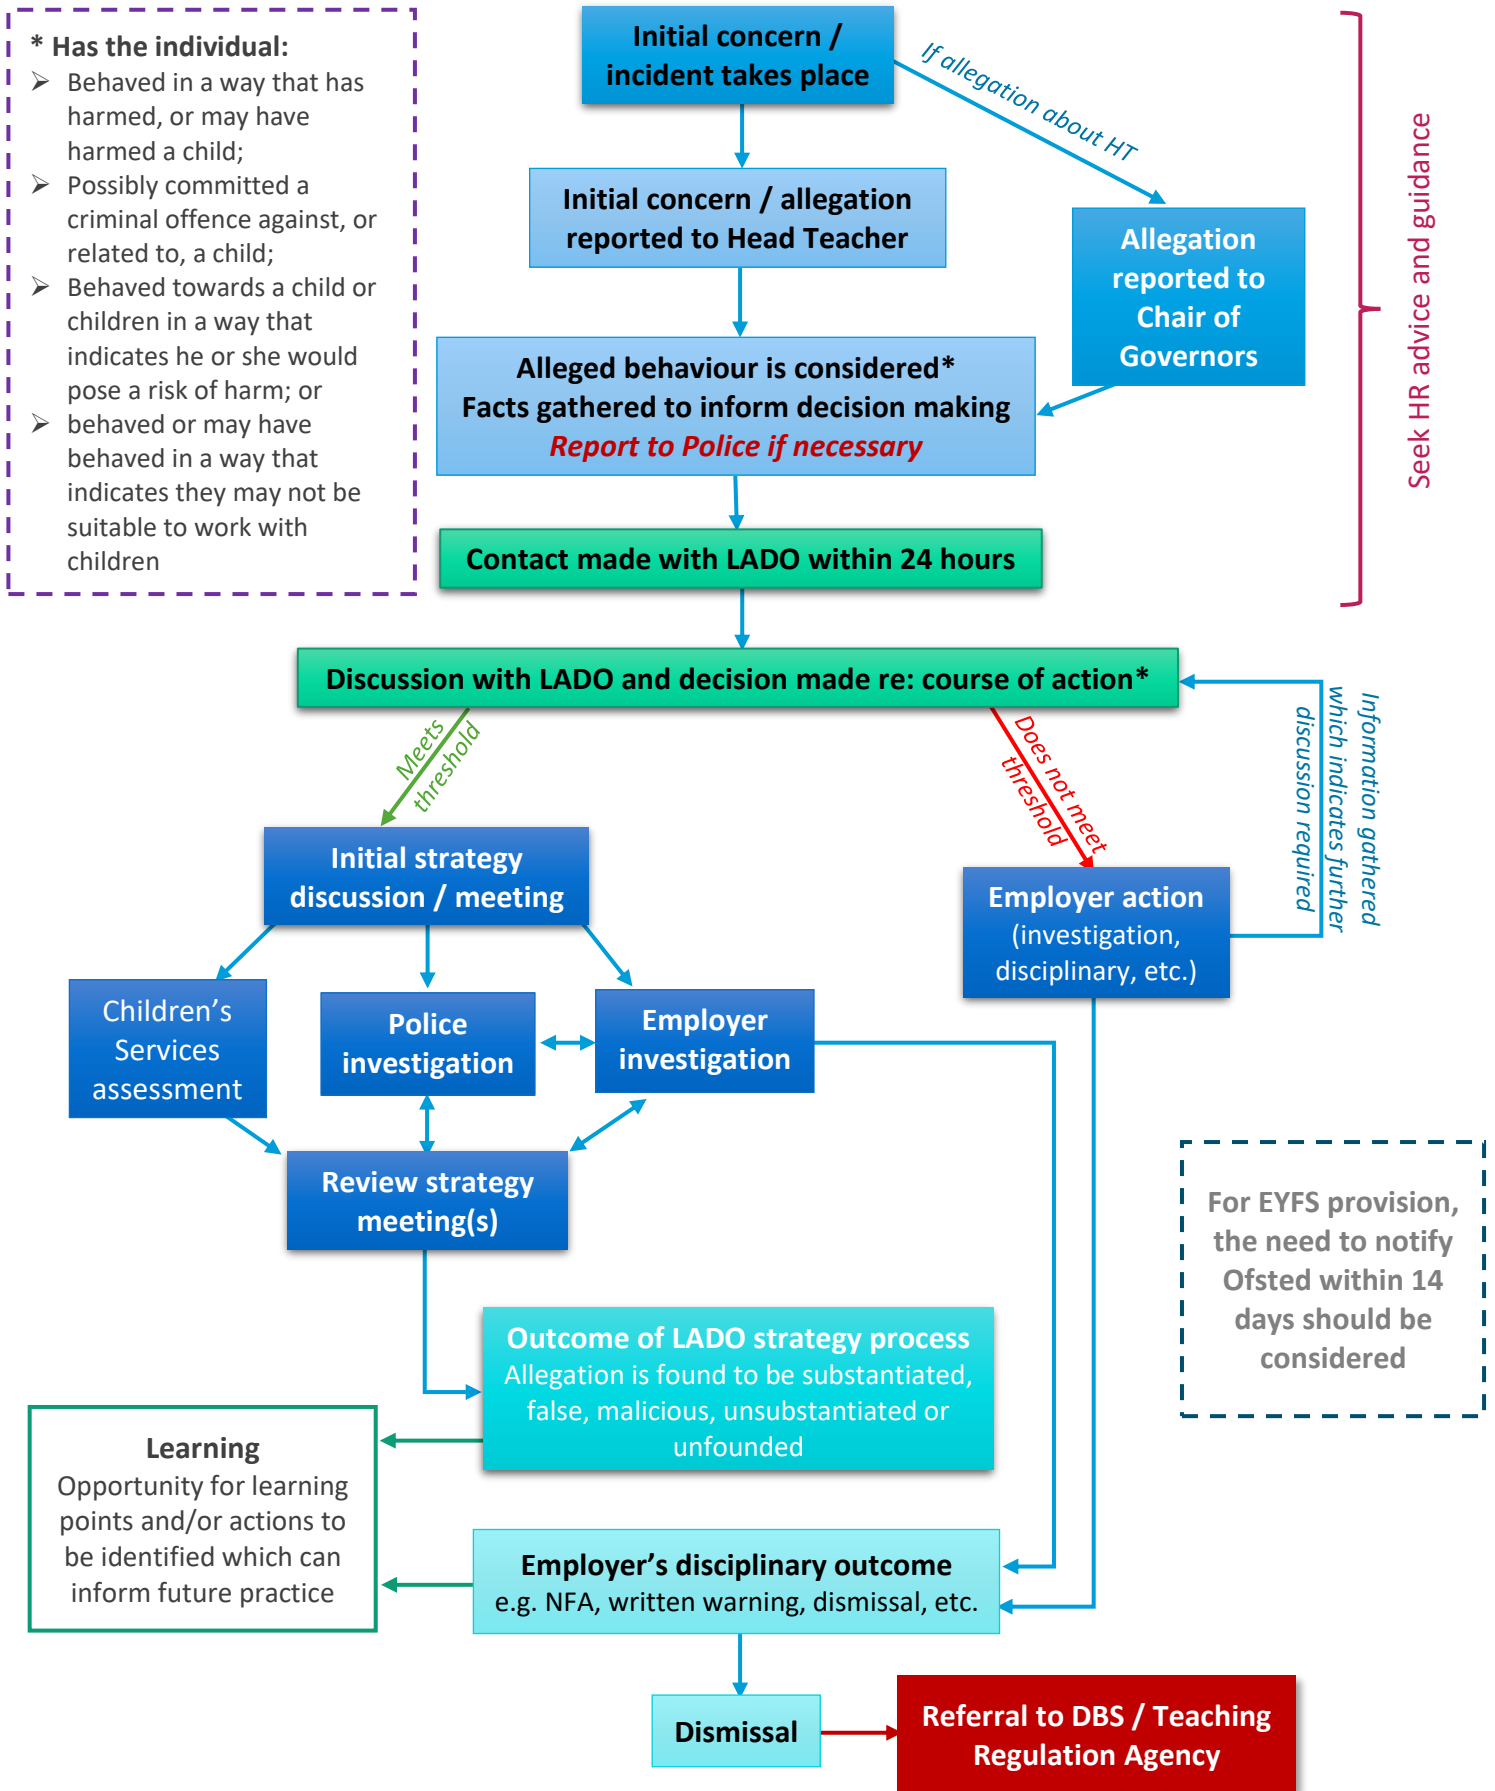 * Has the individual:
➢ Behaved in a way that has
harmed, or may have
harmed a child;
➢ Possibly committed a
criminal offence against, or
related to, a child;
➢ Behaved towards a child or
children in a way that
indicates he or she would
pose a risk of harm; or
➢ behaved or may have
behaved in a way that
indicates they may not be
suitable to work with
children
Initial concern /
incident takes place
If allegation about HT
Initial concern / allegation
reported to Head Teacher
Allegation
reported to
Chair of
Governors
Seek HR advice and guidance
Alleged behaviour is considered*
Facts gathered to inform decision making
Report to Police if necessary
Contact made with LADO within 24 hours
Discussion with LADO and decision made re: course of action*
Meets
threshold
Does not meet
threshold
Information gathered
which indicates further
discussion required
Initial strategy
discussion / meeting
Employer action
(investigation,
disciplinary, etc.)
Children’s
Services
assessment
Police
investigation
Employer
investigation
Review strategy
meeting(s)
For EYFS provision,
the need to notify
Ofsted within 14
days should be
considered
Outcome of LADO strategy process
Allegation is found to be substantiated,
false, malicious, unsubstantiated or
unfounded
Learning
Opportunity for learning
points and/or actions to
be identified which can
inform future practice
Employer’s disciplinary outcome
e.g. NFA, written warning, dismissal, etc.
Dismissal
Referral to DBS / Teaching
Regulation Agency